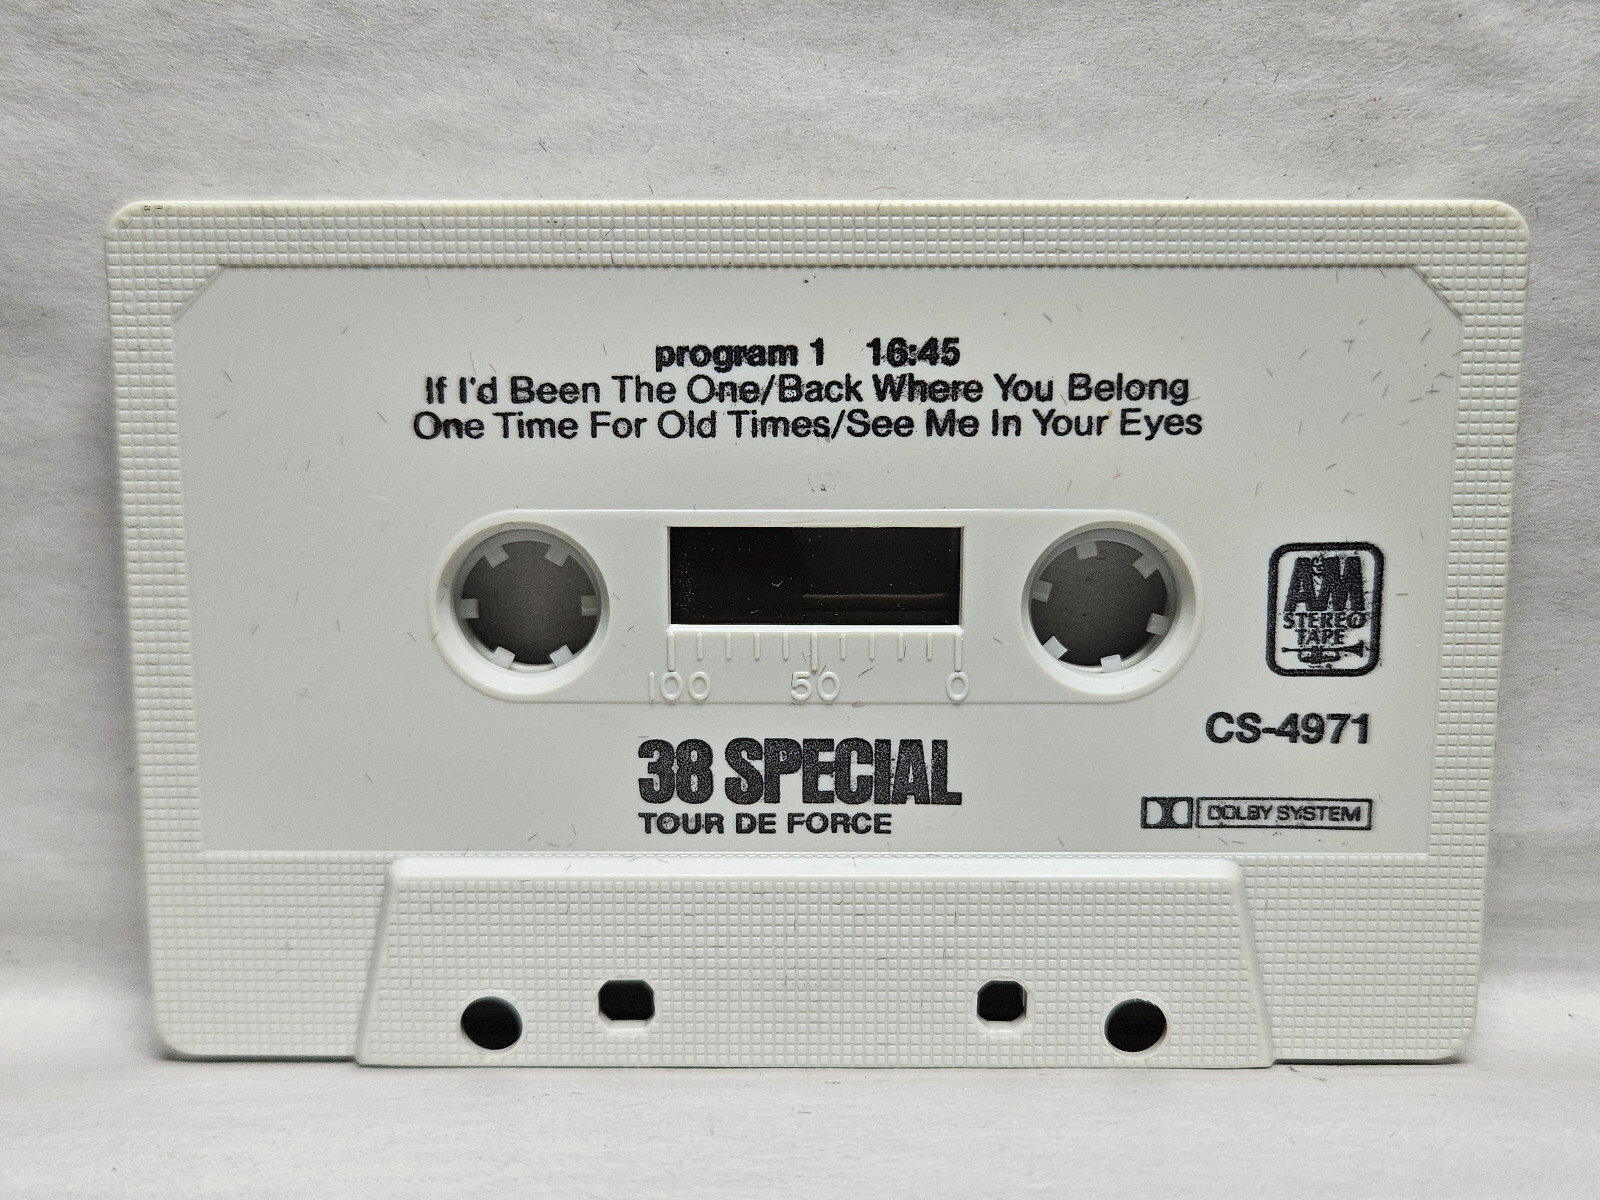 program 1 16:45
If I'd Been The One/Back Where You Belong
One Time For Old Times/See Me In Your Eyes
A&M
STEREO
TAPE
100 50 0
CS-4971
38 SPECIAL
TOUR DE FORCE
DOLBY SYSTEM